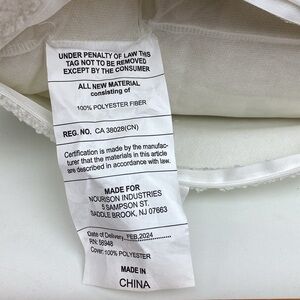 UNDER PENALTY OF LAW THIS
TAG NOT TO BE REMOVED
EXCEPT BY THE CONSUMER
ALL NEW MATERIAL
consisting of
100% POLYESTER FIBER
REG. NO. CA 38028(CN)
Certification is made by the manufac-
turer that the materials in this article
are described in accordance with law.
MADE FOR
NOURISON INDUSTRIES
5 SAMPSON ST.
SADDLE BROOK, NJ 07663
Date of Delivery: FEB,2024
P/N: 56948
Cover:100% POLYESTER
MADE IN
CHINA